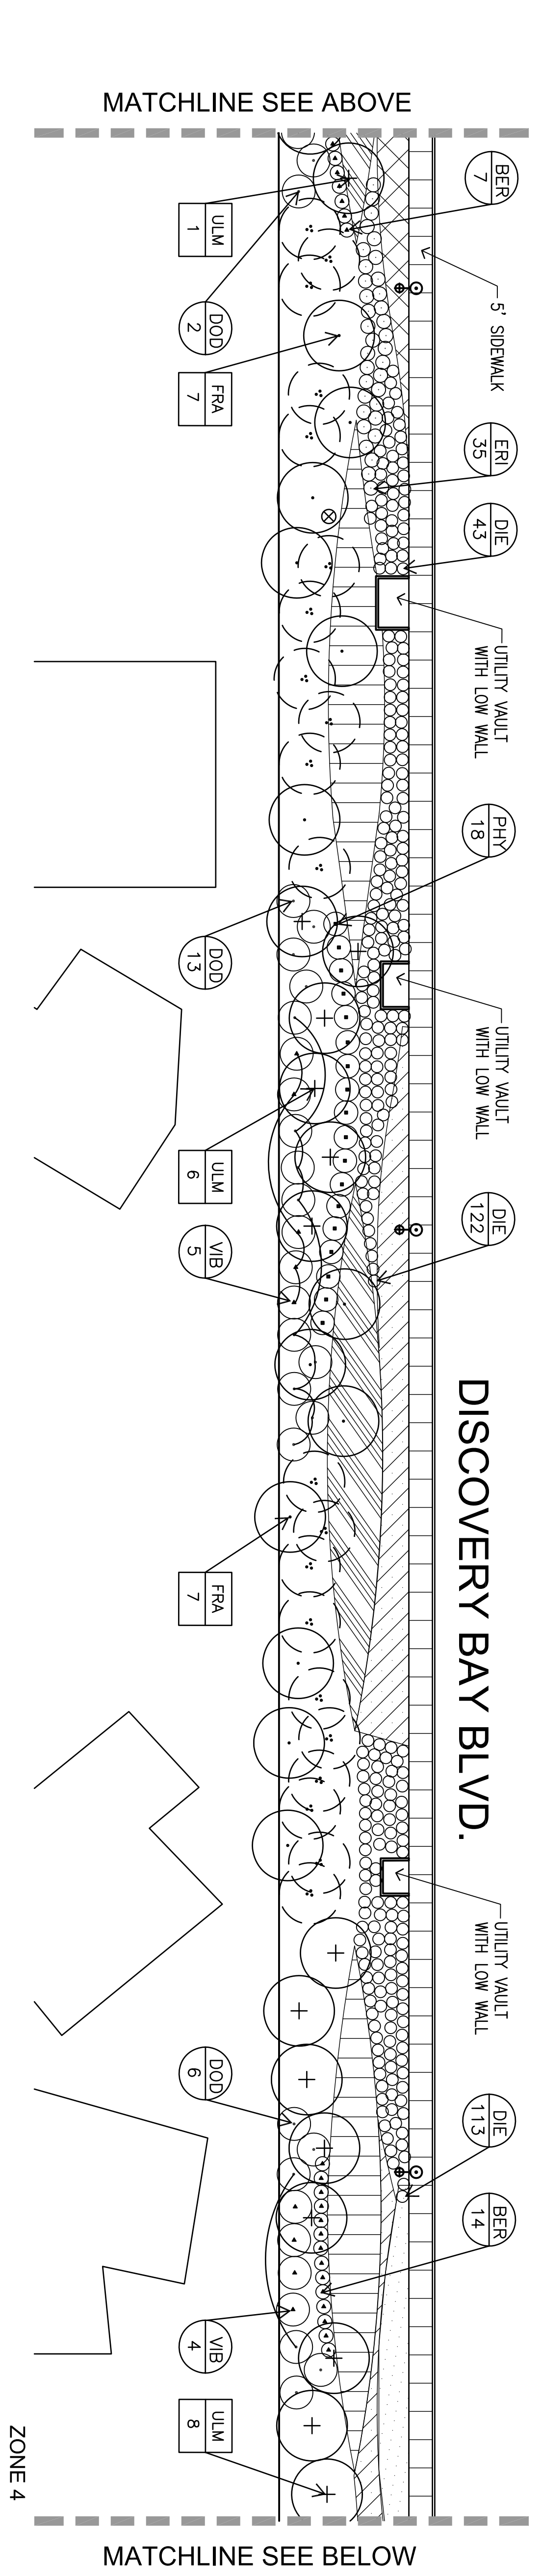 MATCHLINE SEE ABOVE
BER
7
ULM
1
5' SIDEWALK
DOD
2
FRA
7
ERI
35
DIE
43
UTILITY VAULT
WITH LOW WALL
PHY
18
DOD
13
UTILITY VAULT
WITH LOW WALL
ULM
6
VIB
5
DIE
122
DISCOVERY BAY BLVD.
FRA
7
UTILITY VAULT
WITH LOW WALL
DOD
6
DIE
113
BER
14
VIB
4
ULM
8
ZONE 4
MATCHLINE SEE BELOW